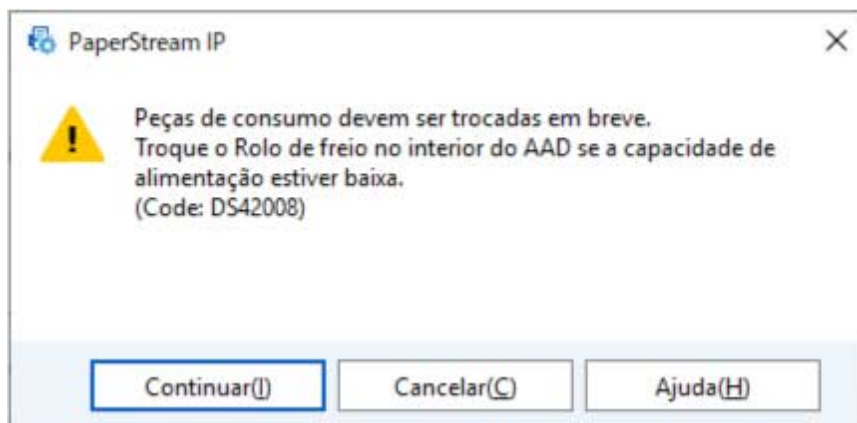 PaperStream IP
Peças de consumo devem ser trocadas em breve.
Troque o Rolo de freio no interior do AAD se a capacidade de
alimentação estiver baixa.
(Code: DS42008)
Continuar(I) Cancelar(C) Ajuda(H)